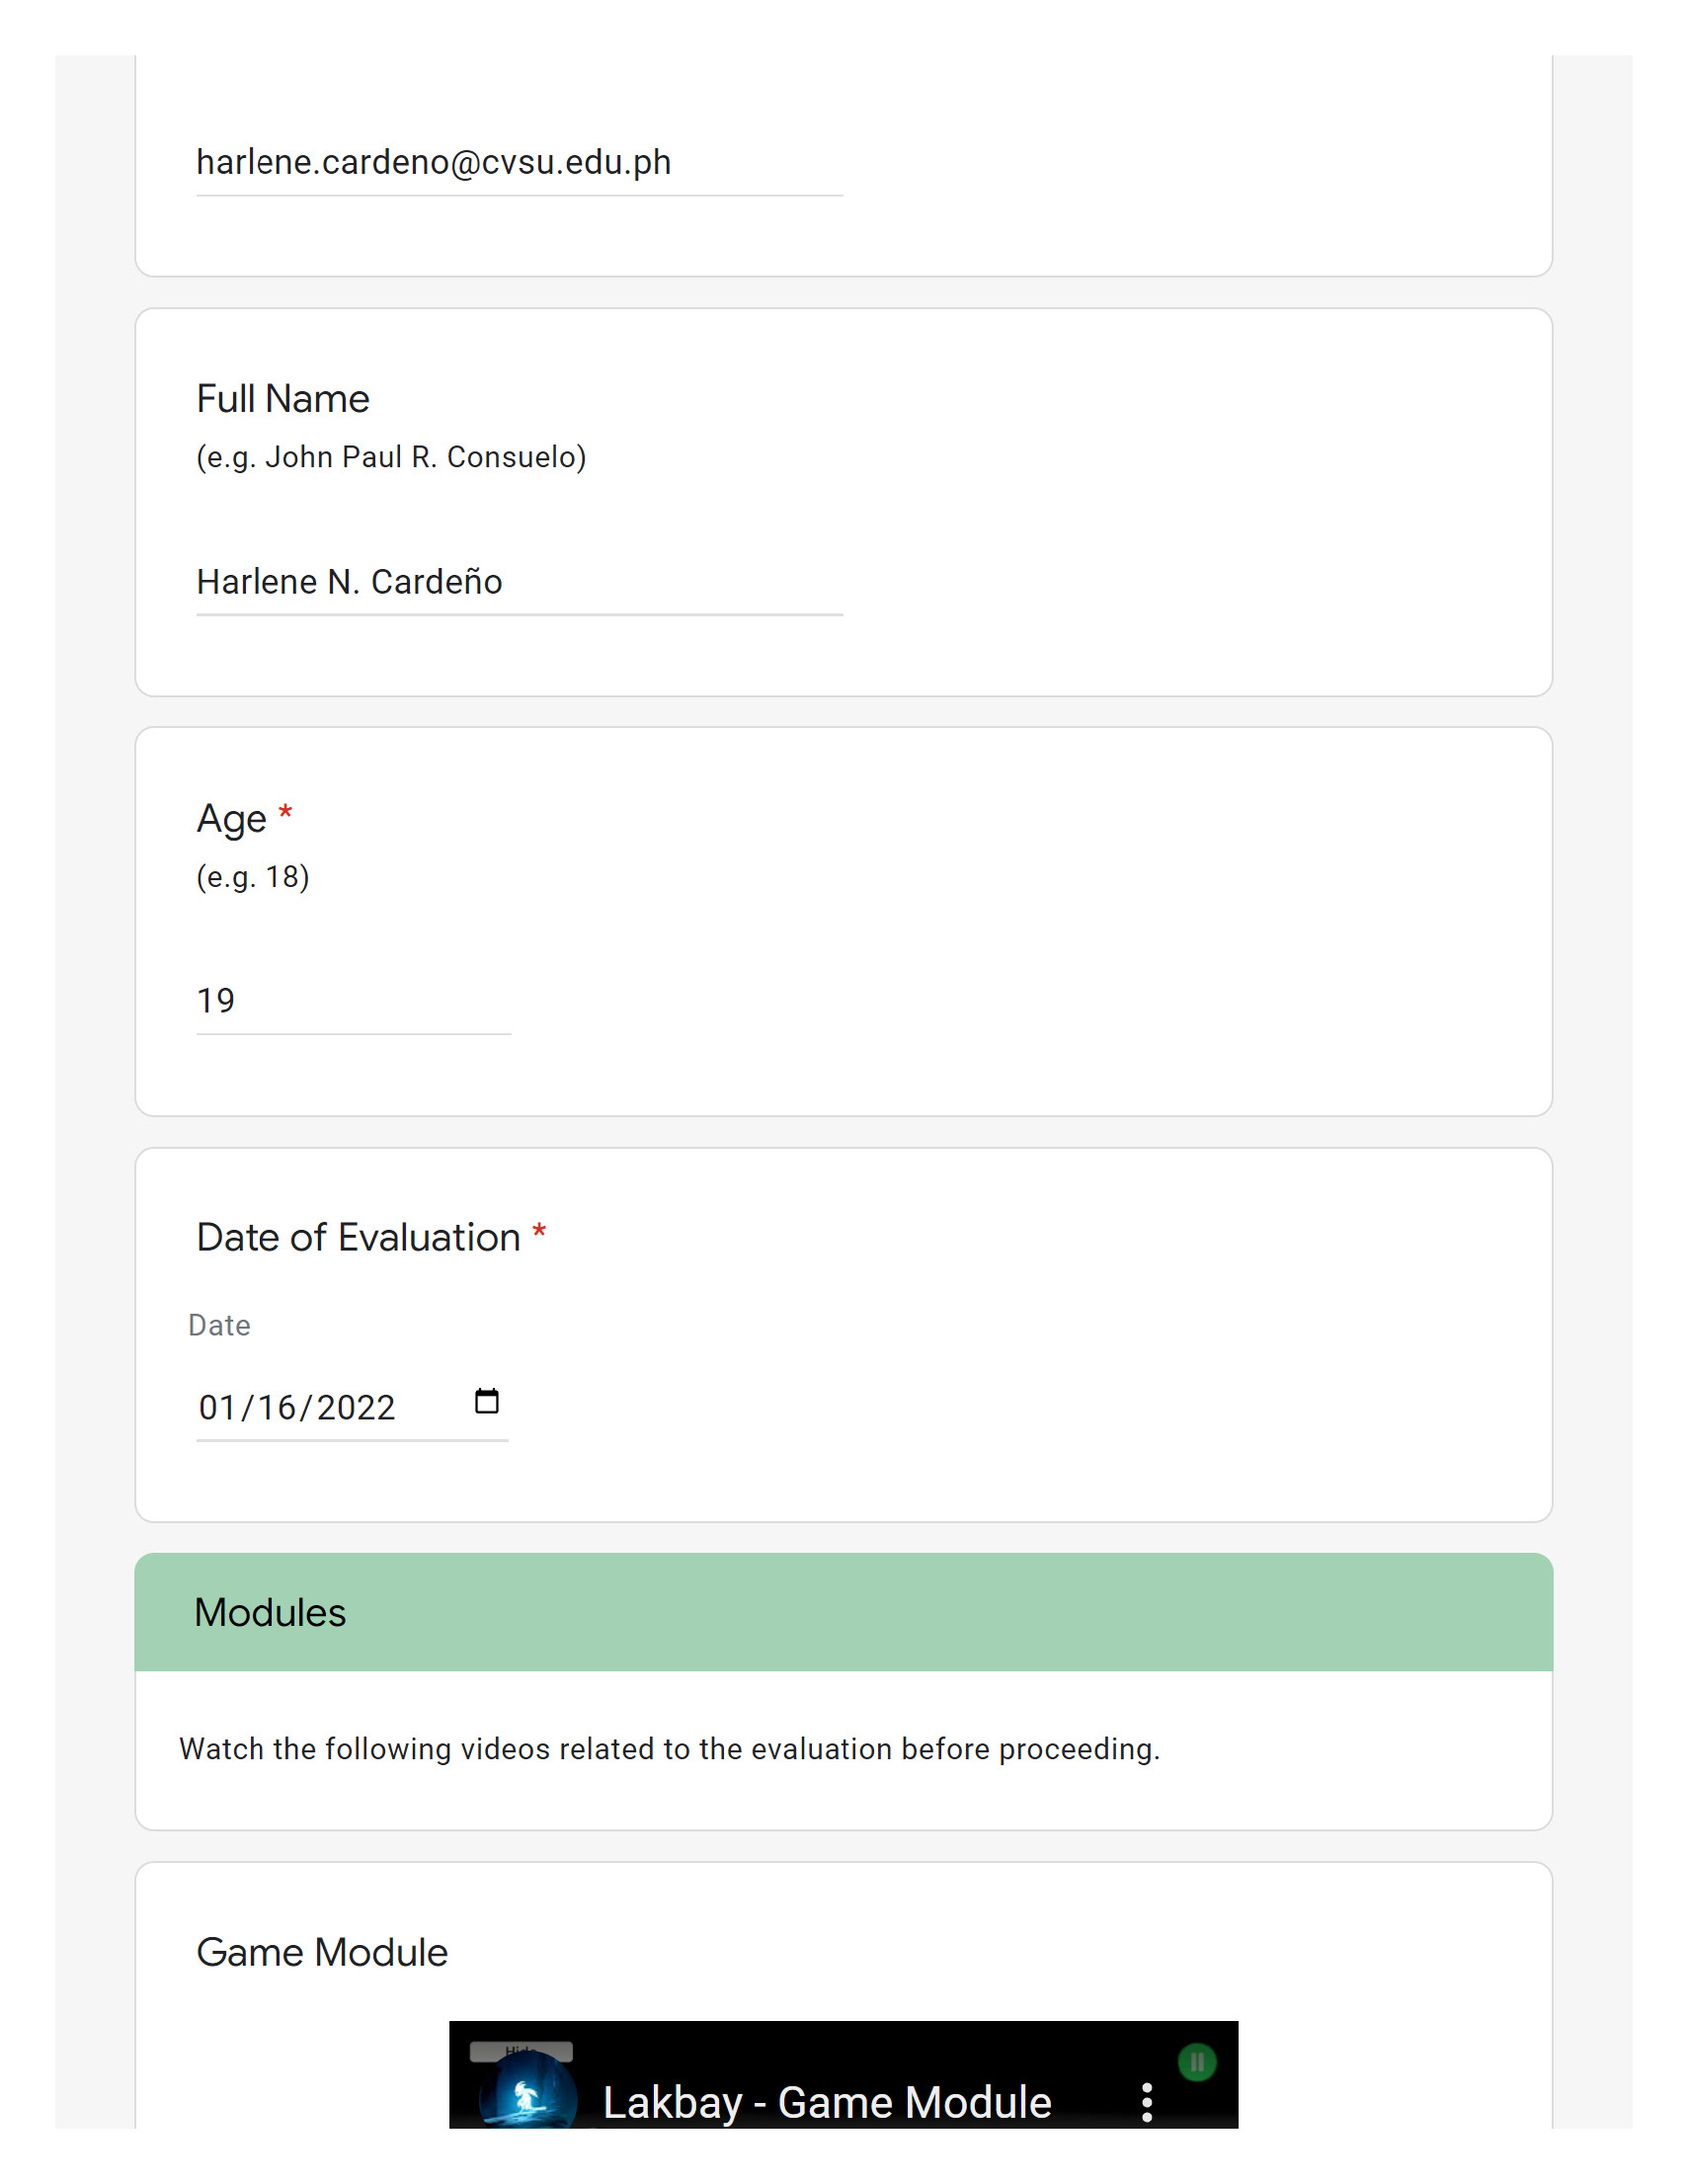 harlene.cardeno@cvsu.edu.ph
Full Name
(e.g. John Paul R. Consuelo)
Harlene N. Cardeño
Age *
(e.g. 18)
19
Date of Evaluation *
Date
01/16/2022
Modules
Watch the following videos related to the evaluation before proceeding.
Game Module
Lakbay - Game Module